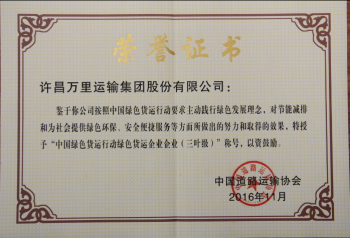 荣誉证书
许昌万里运输集团股份有限公司：
鉴于你公司按照中国绿色货运行动要求主动践行绿色发展理念，对节能减排
和为社会提供绿色环保、安全便捷服务等方面所做出的努力和取得的效果，特授
予“中国绿色货运行动绿色货运企业企业（三叶级）”称号，以资鼓励。
中国道路运输协会
2016年11月